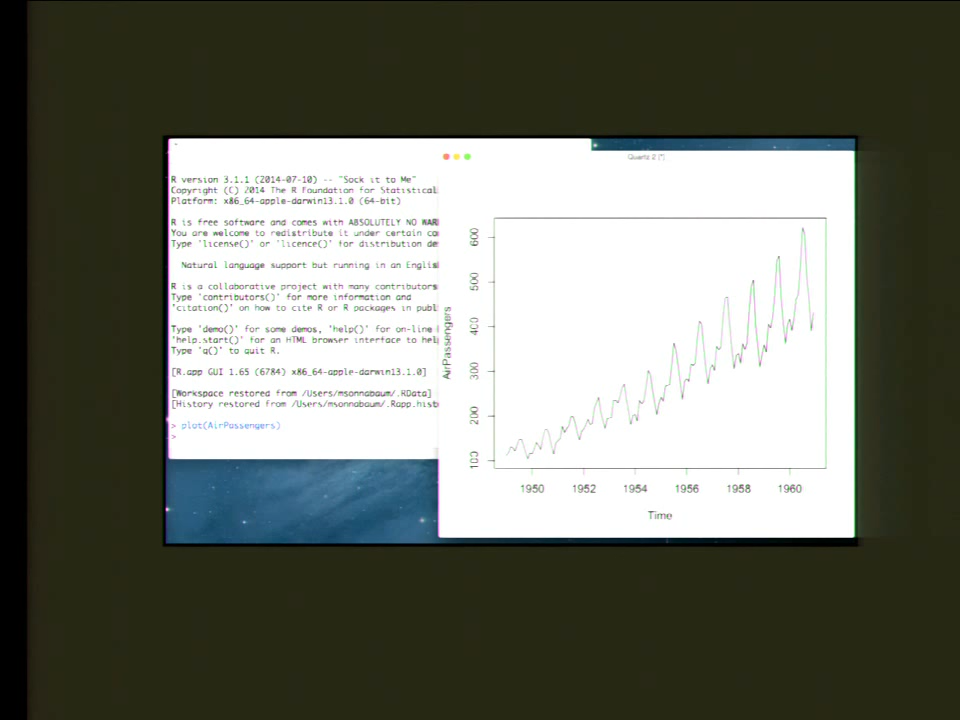 R version 3.1.1 (2014-07-10) -- "Sock it to Me"
Copyright (C) 2014 The R Foundation for Statistical
Platform: x86_64-apple-darwin13.1.0 (64-bit)
R is free software and comes with ABSOLUTELY NO WAR
You are welcome to redistribute it under certain co
Type 'license()' or 'licence()' for distribution de
Natural language support but running in an Englis
R is a collaborative project with many contributors
Type 'contributors()' for more information and
'citation()' on how to cite R or R packages in publ
Type 'demo()' for some demos, 'help()' for on-line
'help.start()' for an HTML browser interface to hel
Type 'q()' to quit R.
[R.app GUI 1.65 (6784) x86_64-apple-darwin13.1.0]
[Workspace restored from /Users/msonnabaum/.RData]
[History restored from /Users/msonnabaum/.Rapp.hist
> plot(AirPassengers)
>
Quartz 2 [*]
AirPassengers
600
500
400
300
200
100
1950 1952 1954 1956 1958 1960
Time